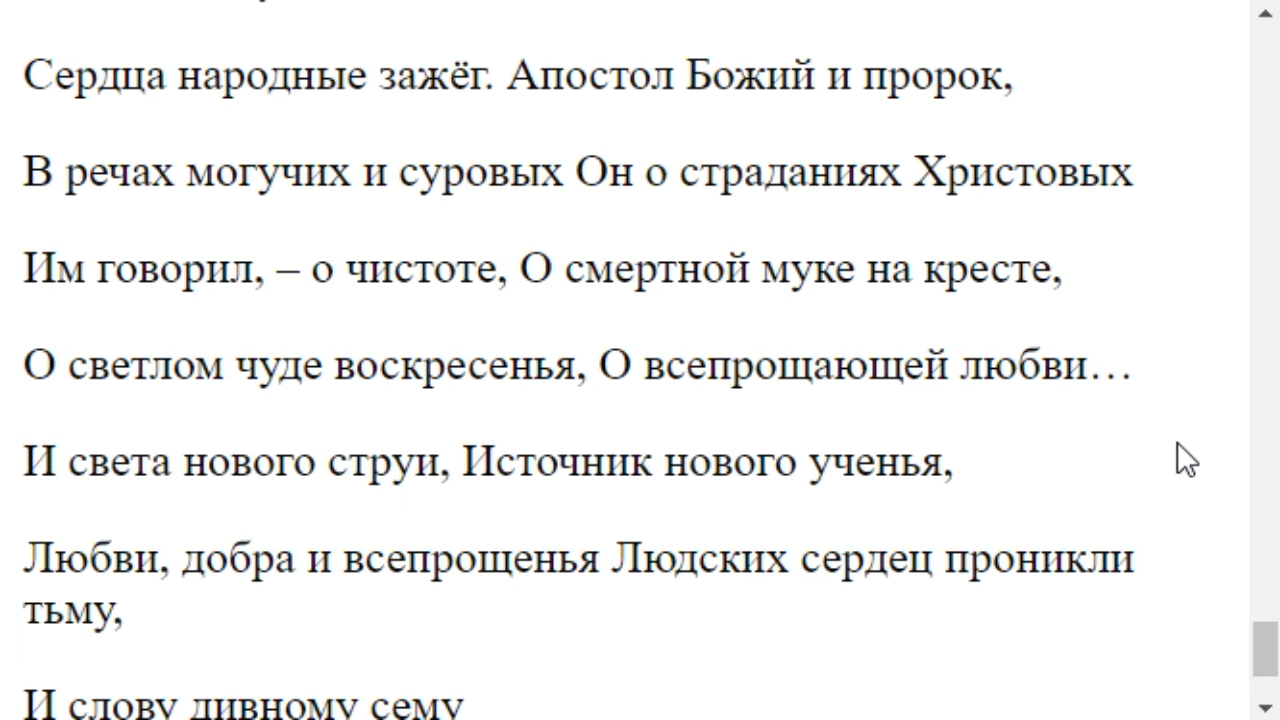 Сердца народные зажёг. Апостол Божий и пророк,
В речах могучих и суровых Он о страданиях Христовых
Им говорил, – о чистоте, О смертной муке на кресте,
О светлом чуде воскресенья, О всепрощающей любви…
И света нового струи, Источник нового ученья,
Любви, добра и всепрощенья Людских сердец проникли
тьму,
И слову дивному сему